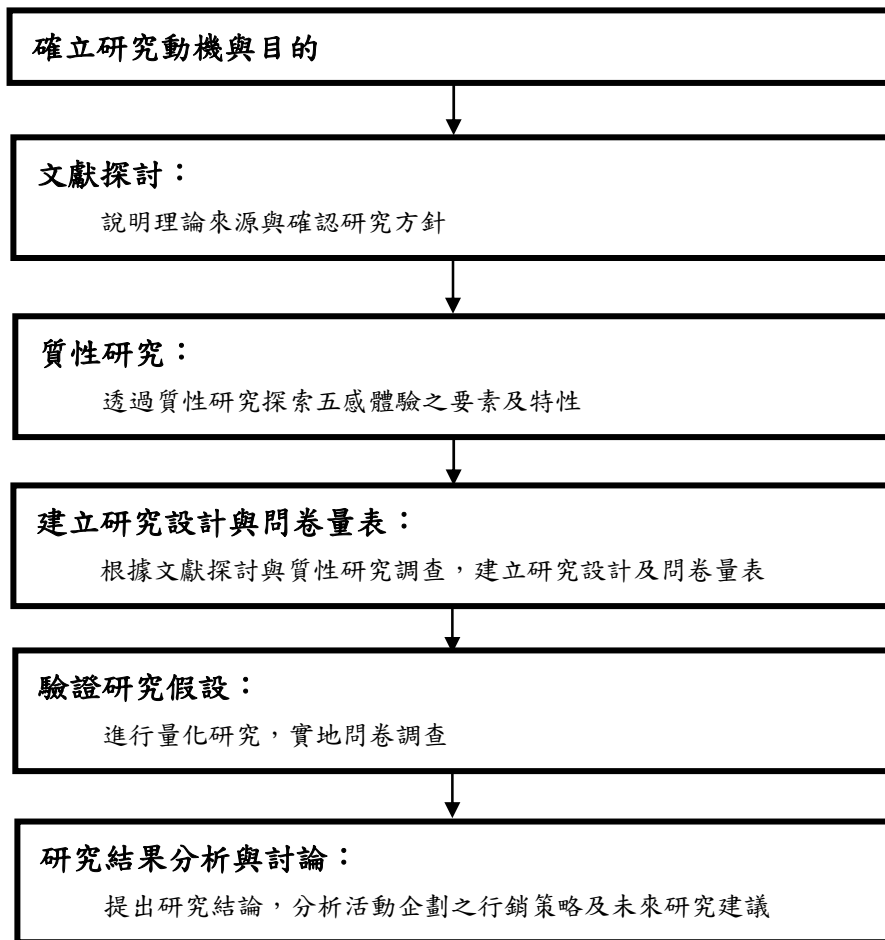 確立研究動機與目的
文獻探討：
說明理論來源與確認研究方針
質性研究：
透過質性研究探索五感體驗之要素及特性
建立研究設計與問卷量表：
根據文獻探討與質性研究調查，建立研究設計及問卷量表
驗證研究假設：
進行量化研究，實地問卷調查
研究結果分析與討論：
提出研究結論，分析活動企劃之行銷策略及未來研究建議